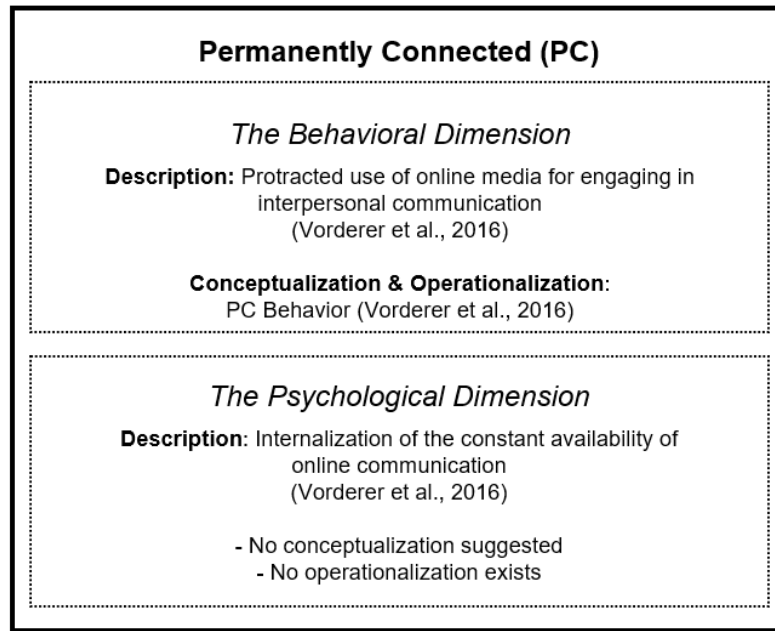 Permanently Connected (PC)
The Behavioral Dimension
Description: Protracted use of online media for engaging in
interpersonal communication
(Vorderer et al., 2016)
Conceptualization & Operationalization:
PC Behavior (Vorderer et al., 2016)
The Psychological Dimension
Description: Internalization of the constant availability of
online communication
(Vorderer et al., 2016)
- No conceptualization suggested
- No operationalization exists